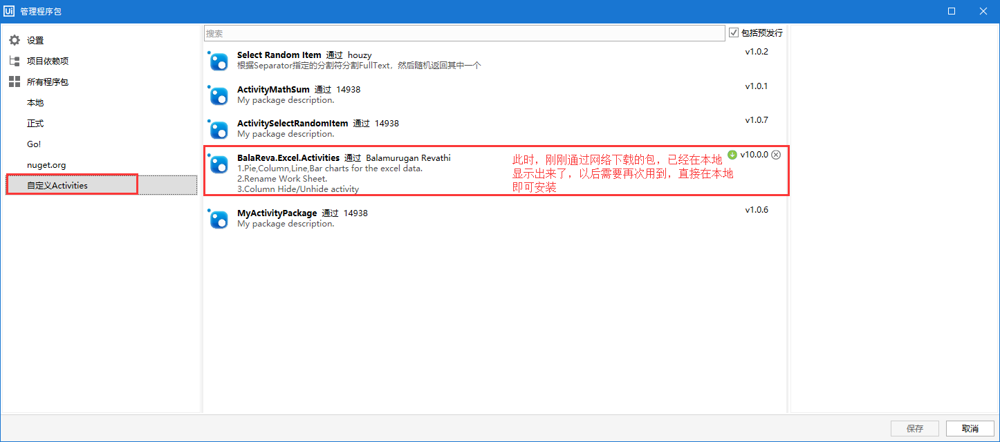 Ui 管理程序包
设置
项目依赖项
所有程序包
本地
正式
Go!
nuget.org
自定义Activities
搜索
包括预发行
Select Random Item 通过 houzy
v1.0.2
根据Separator指定的分割符分割FullText，然后随机返回其中一个
ActivityMathSum 通过 14938
v1.0.1
My package description.
ActivitySelectRandomItem 通过 14938
v1.0.7
My package description.
BalaReva.Excel.Activities 通过 Balamurugan Revathi
v10.0.0
1.Pie,Column,Line,Bar charts for the excel data.
2.Rename Work Sheet.
3.Column Hide/Unhide activity
此时，刚刚通过网络下载的包，已经在本地
显示出来了，以后需要再次用到，直接在本地
即可安装
MyActivityPackage 通过 14938
v1.0.6
My package description.
保存
取消